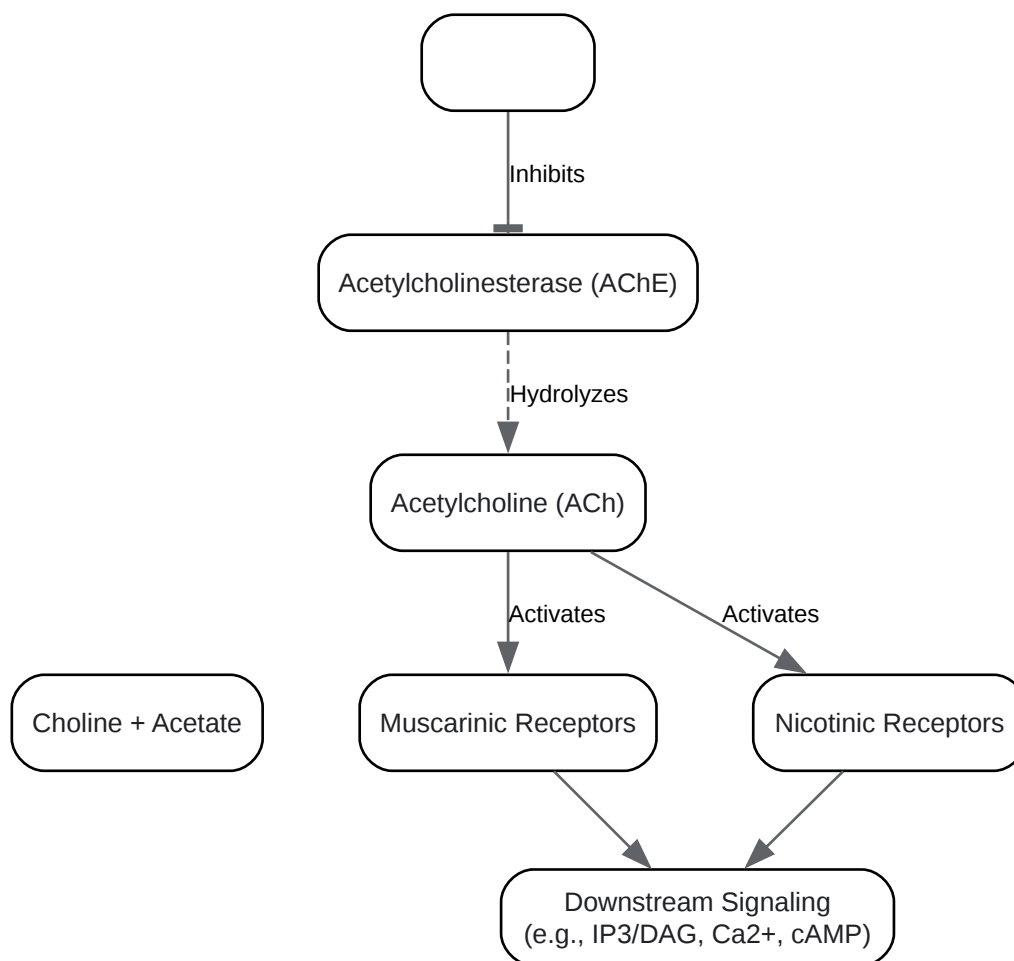 Inhibits
Acetylcholinesterase (AChE)
Hydrolyzes
Acetylcholine (ACh)
Activates
Activates
Choline + Acetate
Muscarinic Receptors
Nicotinic Receptors
Downstream Signaling
(e.g., IP3/DAG, Ca2+, cAMP)